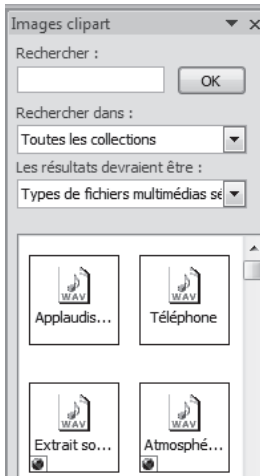 Images clipart
Rechercher :
OK
Rechercher dans :
Toutes les collections
Les résultats devraient être :
Types de fichiers multimédias sé
WAV WAV
Applaudis... Téléphone
WAV WAV
Extrait so... Atmosphé...